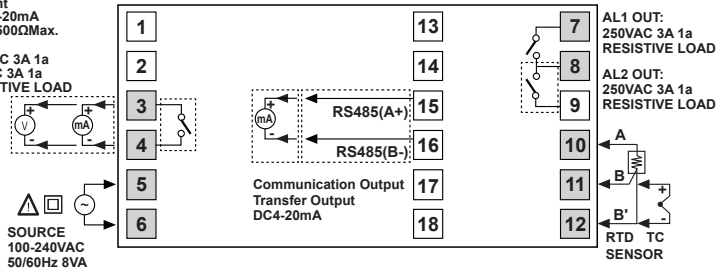 -20mA
500ΩMax.
C 3A 1a
C 3A 1a
TIVE LOAD
V
mA
+
-
+
-
SOURCE
100-240VAC
50/60Hz 8VA
1
2
3
4
5
6
mA
+
-
RS485(A+)
RS485(B-)
Communication Output
Transfer Output
DC4-20mA
13
14
15
16
17
18
7
8
9
10
11
12
AL1 OUT:
250VAC 3A 1a
RESISTIVE LOAD
AL2 OUT:
250VAC 3A 1a
RESISTIVE LOAD
A
B
B'
+
-
RTD TC
SENSOR